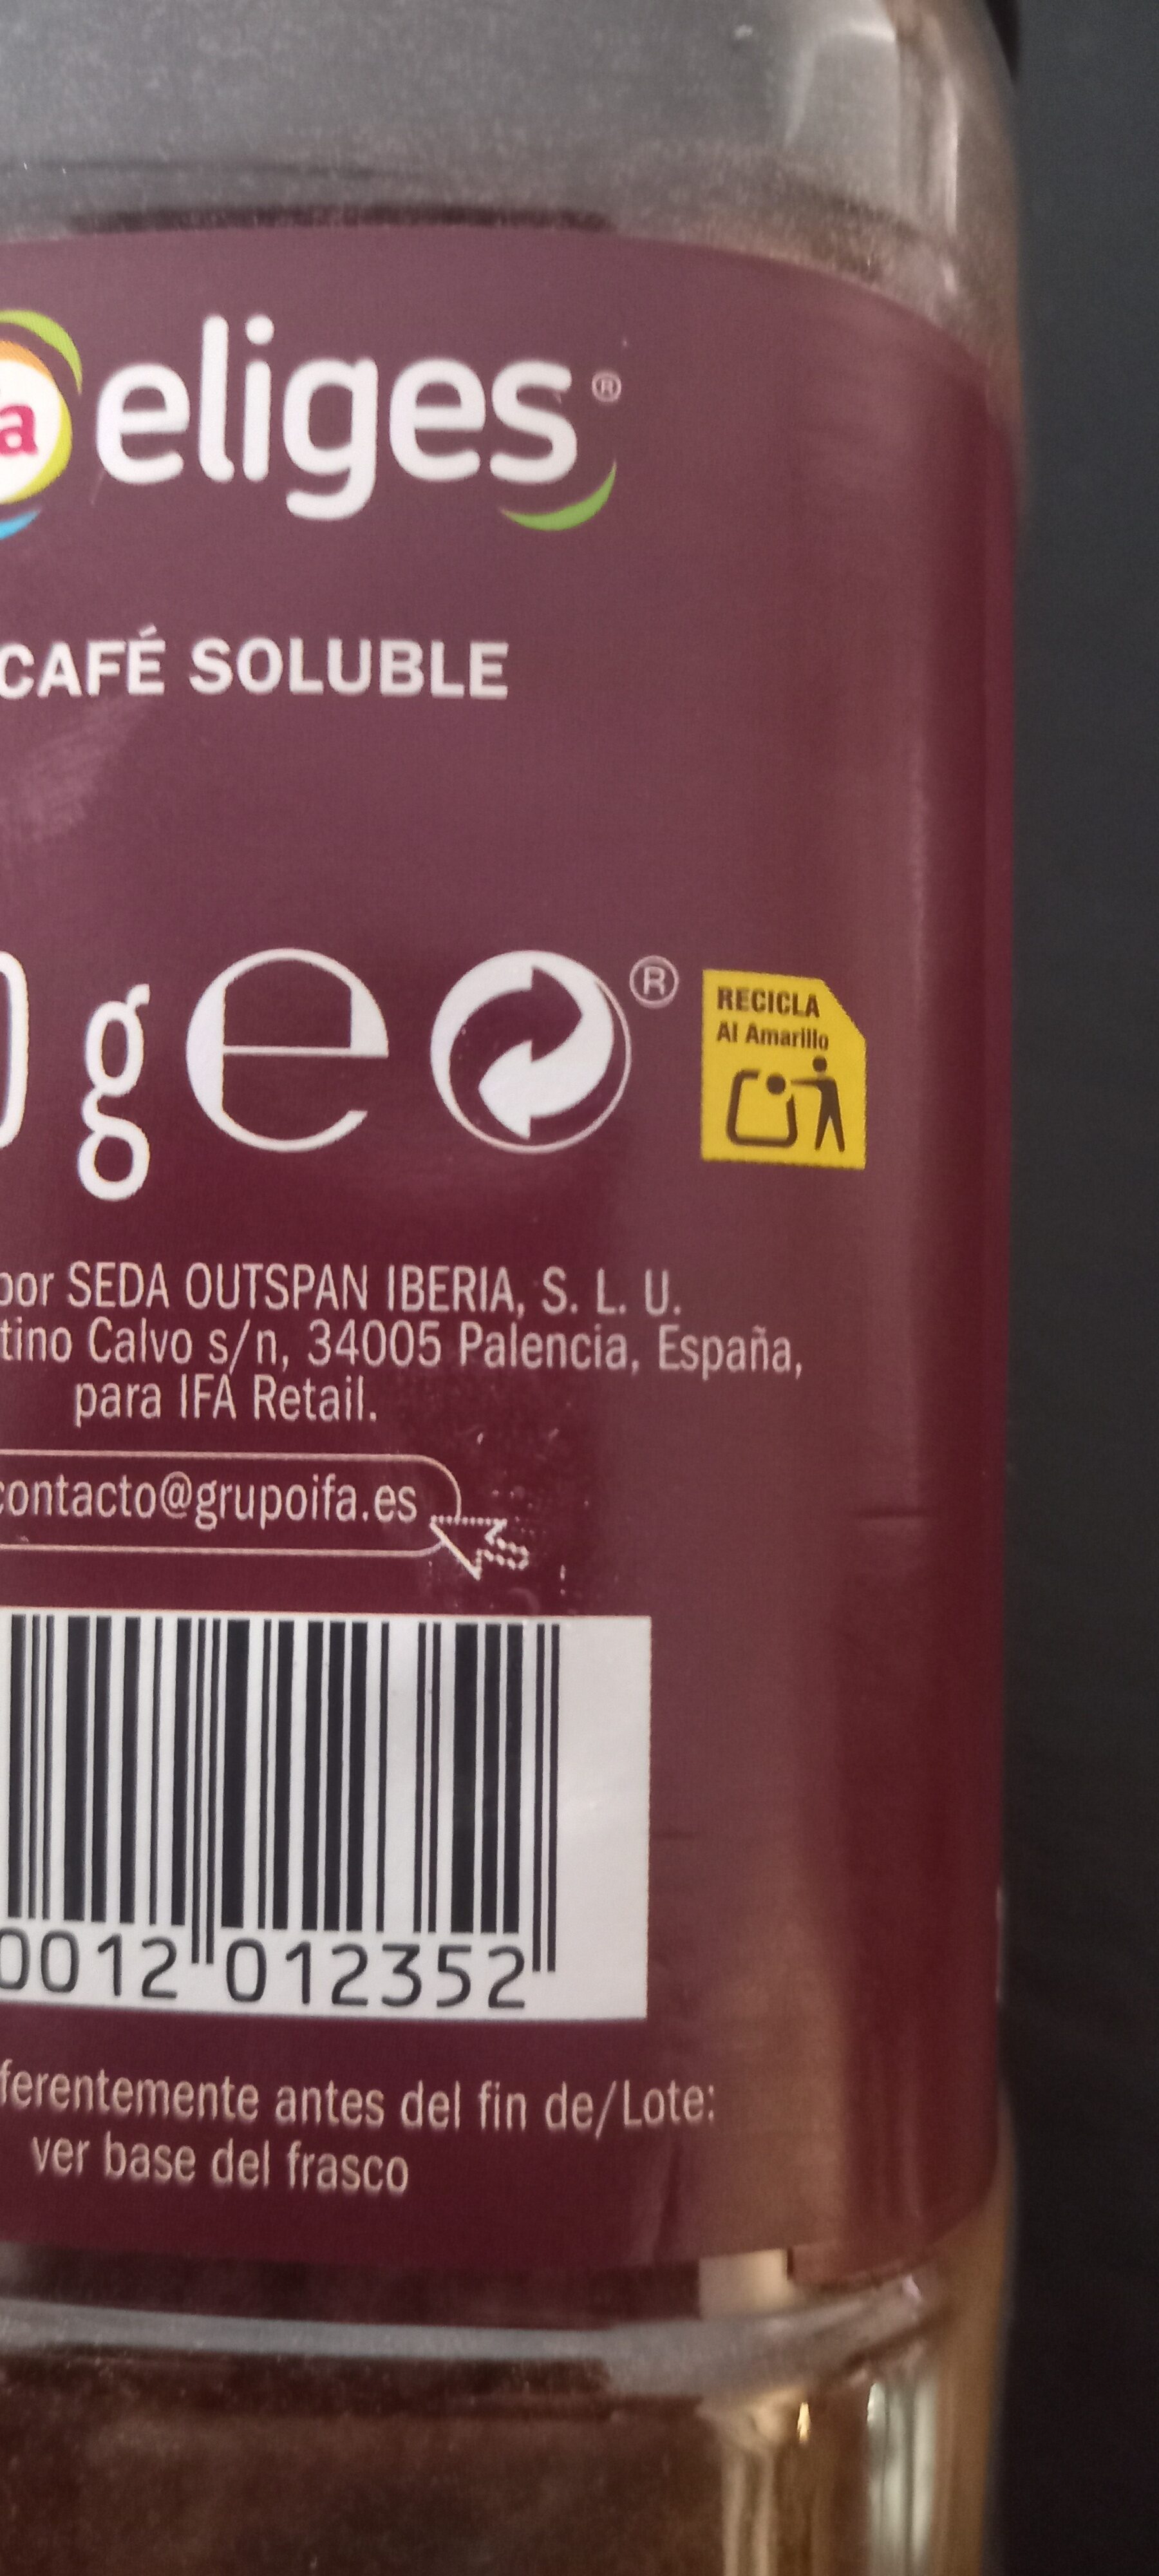 a eliges®
CAFÉ SOLUBLE
g e ®
RECICLA
Al Amarillo
por SEDA OUTSPAN IBERIA, S. L. U.
tino Calvo s/n, 34005 Palencia, España,
para IFA Retail.
contacto@grupoifa.es
0012 012352
ferentemente antes del fin de/Lote:
ver base del frasco